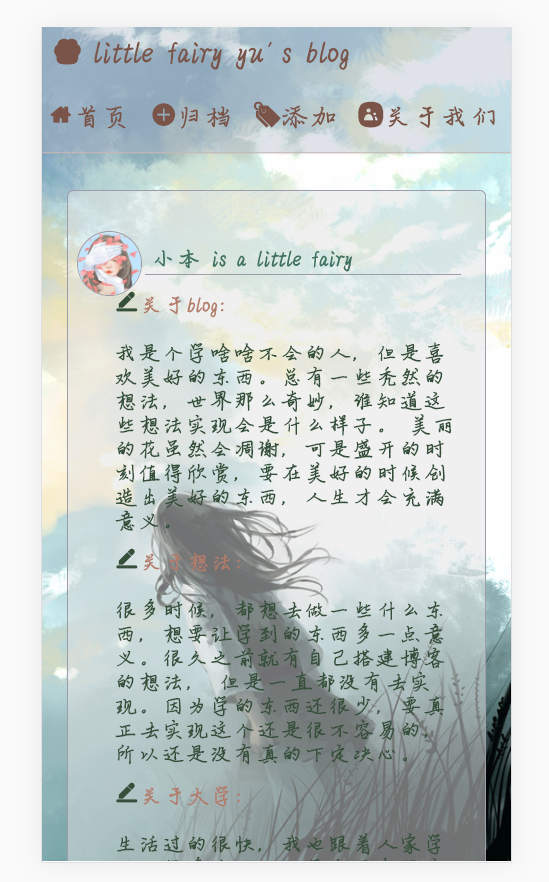 little fairy yu's blog
首页 归档 添加 关于我们
小本 is a little fairy
关于blog:
我是个学啥啥不会的人, 但是喜
欢美好的东西。总有一些秃然的
想法, 世界那么奇妙, 谁知道这
些想法实现会是什么样子。 美丽
的花虽然会凋谢, 可是盛开的时
刻值得欣赏, 要在美好的时候创
造出美好的东西, 人生才会充满
意义。
关于想法:
很多时候, 都想去做一些什么东
西, 想要让学到的东西多一点意
义。很久之前就有自己搭建博客
的想法, 但是一直都没有去实
现。因为学的东西还很少, 要真
正去实现这个还是很不容易的,
所以还是没有真的下定决心。
关于大学:
生活过的很快, 我也跟着人家学